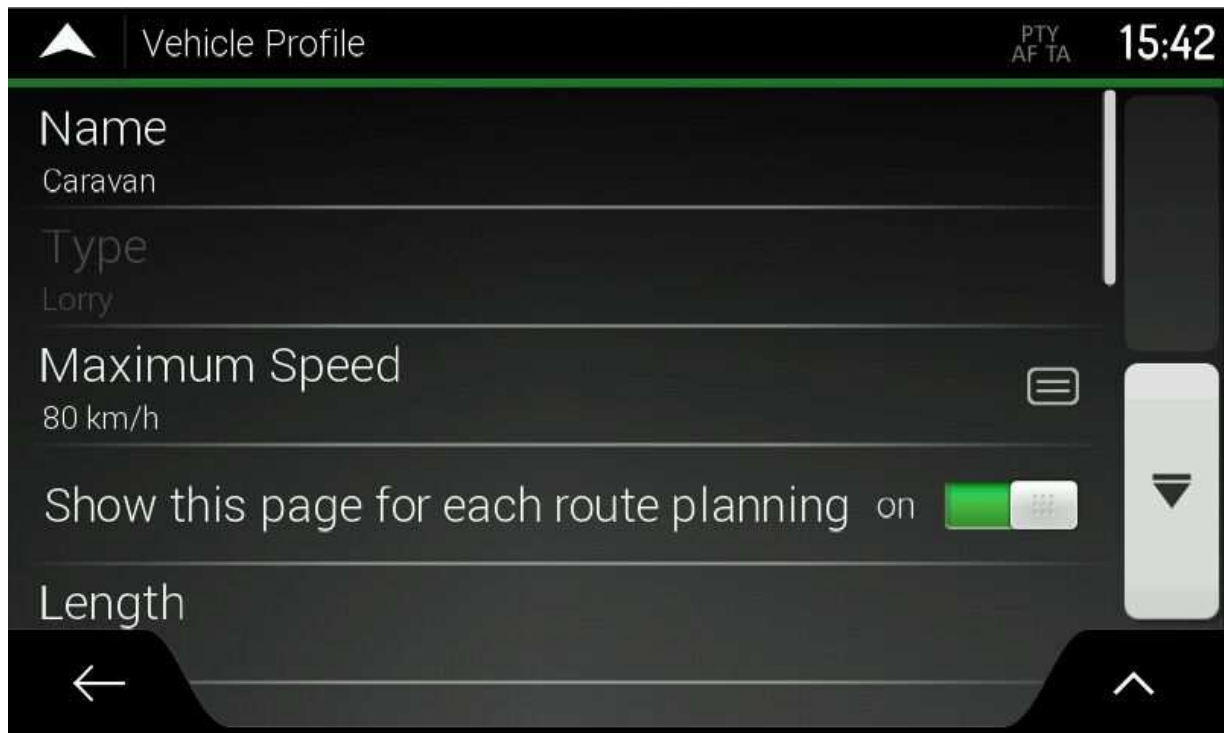 Vehicle Profile
PTY
AF TA
15:42
Name
Caravan
Type
Lorry
Maximum Speed
80 km/h
Show this page for each route planning on
Length